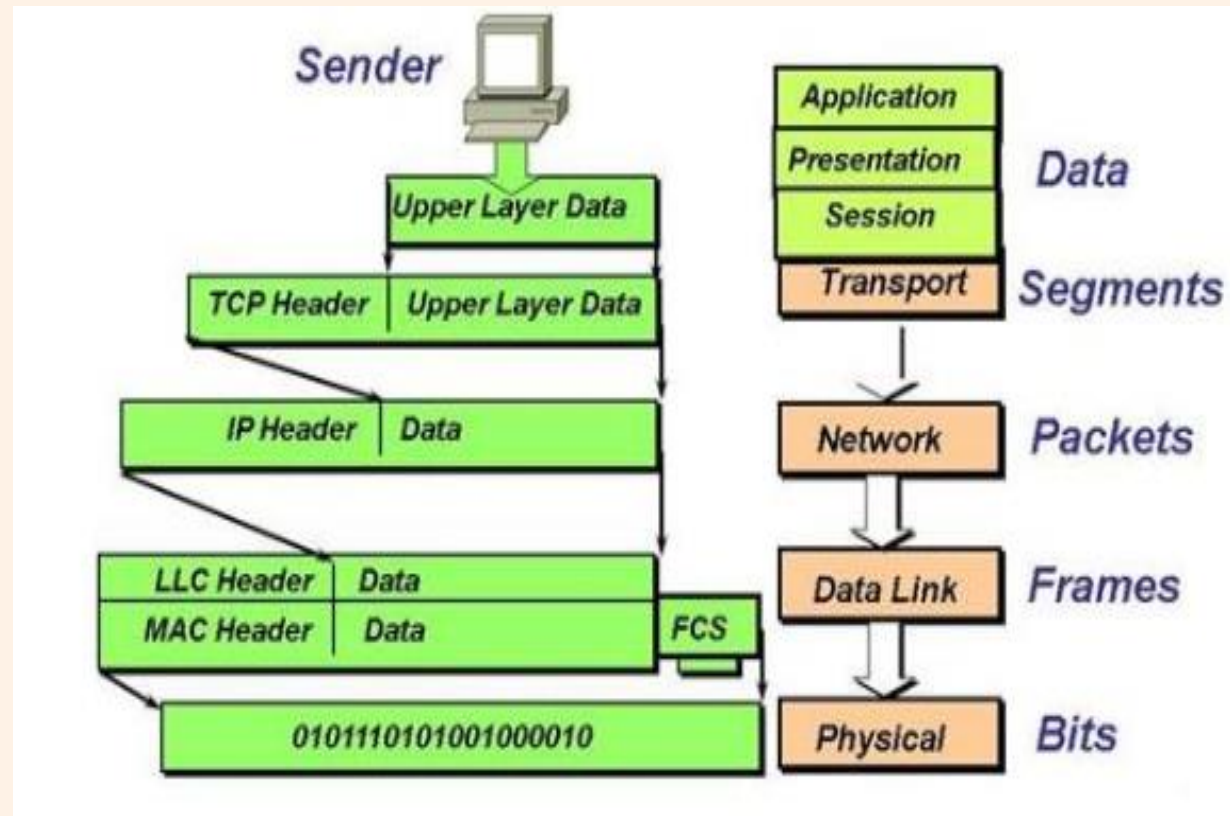 Sender
Upper Layer Data
TCP Header Upper Layer Data
IP Header Data
LLC Header Data
MAC Header Data
FCS
0101110101001000010
Application
Presentation
Session
Data
Transport Segments
Network Packets
Data Link Frames
Physical Bits